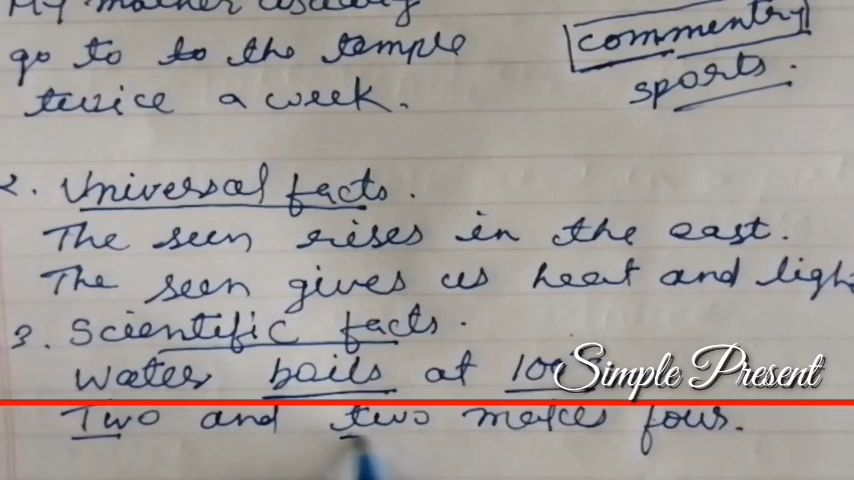 My mother usually
go to to the temple
twice a week.
commentry
sports.
2. Universal facts.
The sun rises in the east.
The sun gives us heat and light
3. Scientific facts.
Water boils at 100
Simple Present
Two and two makes four.